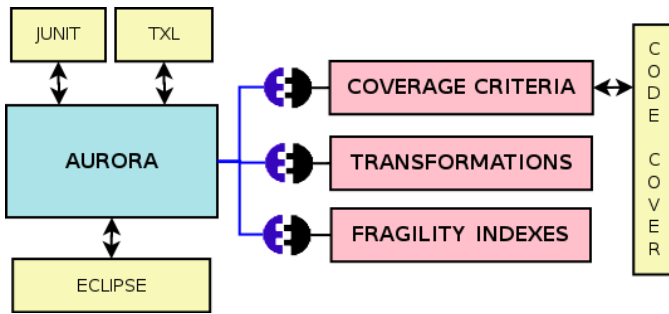 JUNIT
TXL
AURORA
ECLIPSE
COVERAGE CRITERIA
TRANSFORMATIONS
FRAGILITY INDEXES
CODE COVER